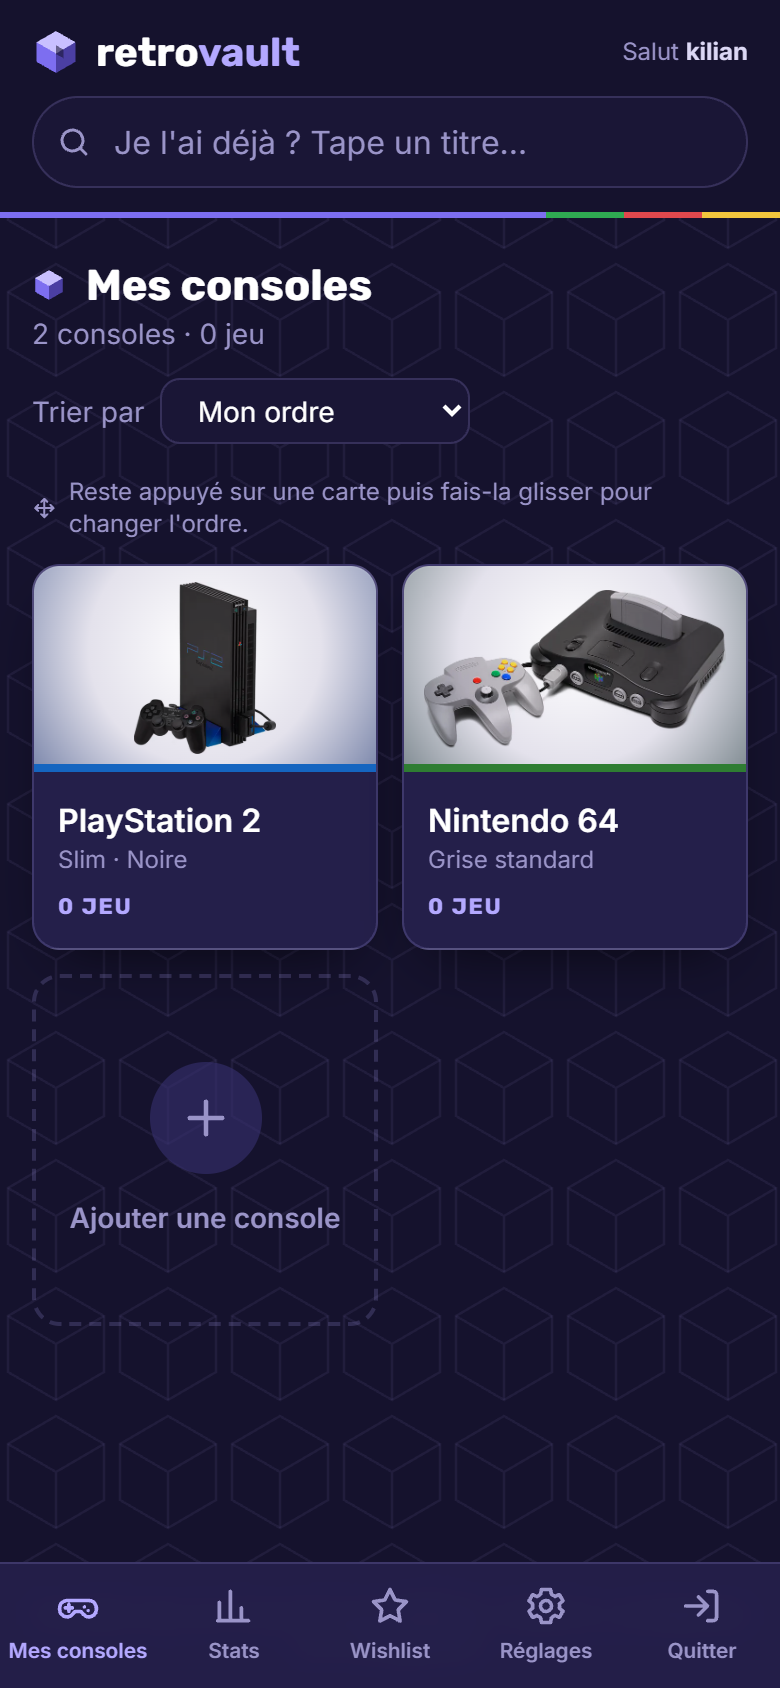 retrovault
Salut kilian
Je l'ai déjà ? Tape un titre...
Mes consoles
2 consoles · 0 jeu
Trier par
Mon ordre
Reste appuyé sur une carte puis fais-la glisser pour
changer l'ordre.
PlayStation 2
Slim · Noire
0 JEU
Nintendo 64
Grise standard
0 JEU
Ajouter une console
Mes consoles
Stats
Wishlist
Réglages
Quitter